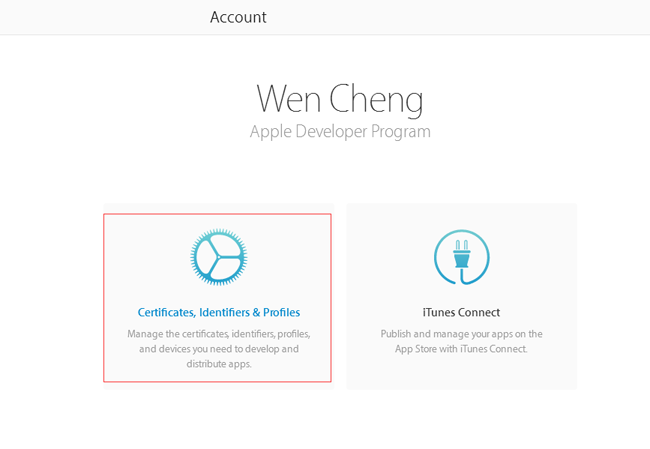 Account
Wen Cheng
Apple Developer Program
Certificates, Identifiers & Profiles
Manage the certificates, identifiers, profiles,
and devices you need to develop and
distribute apps.
iTunes Connect
Publish and manage your apps on the
App Store with iTunes Connect.